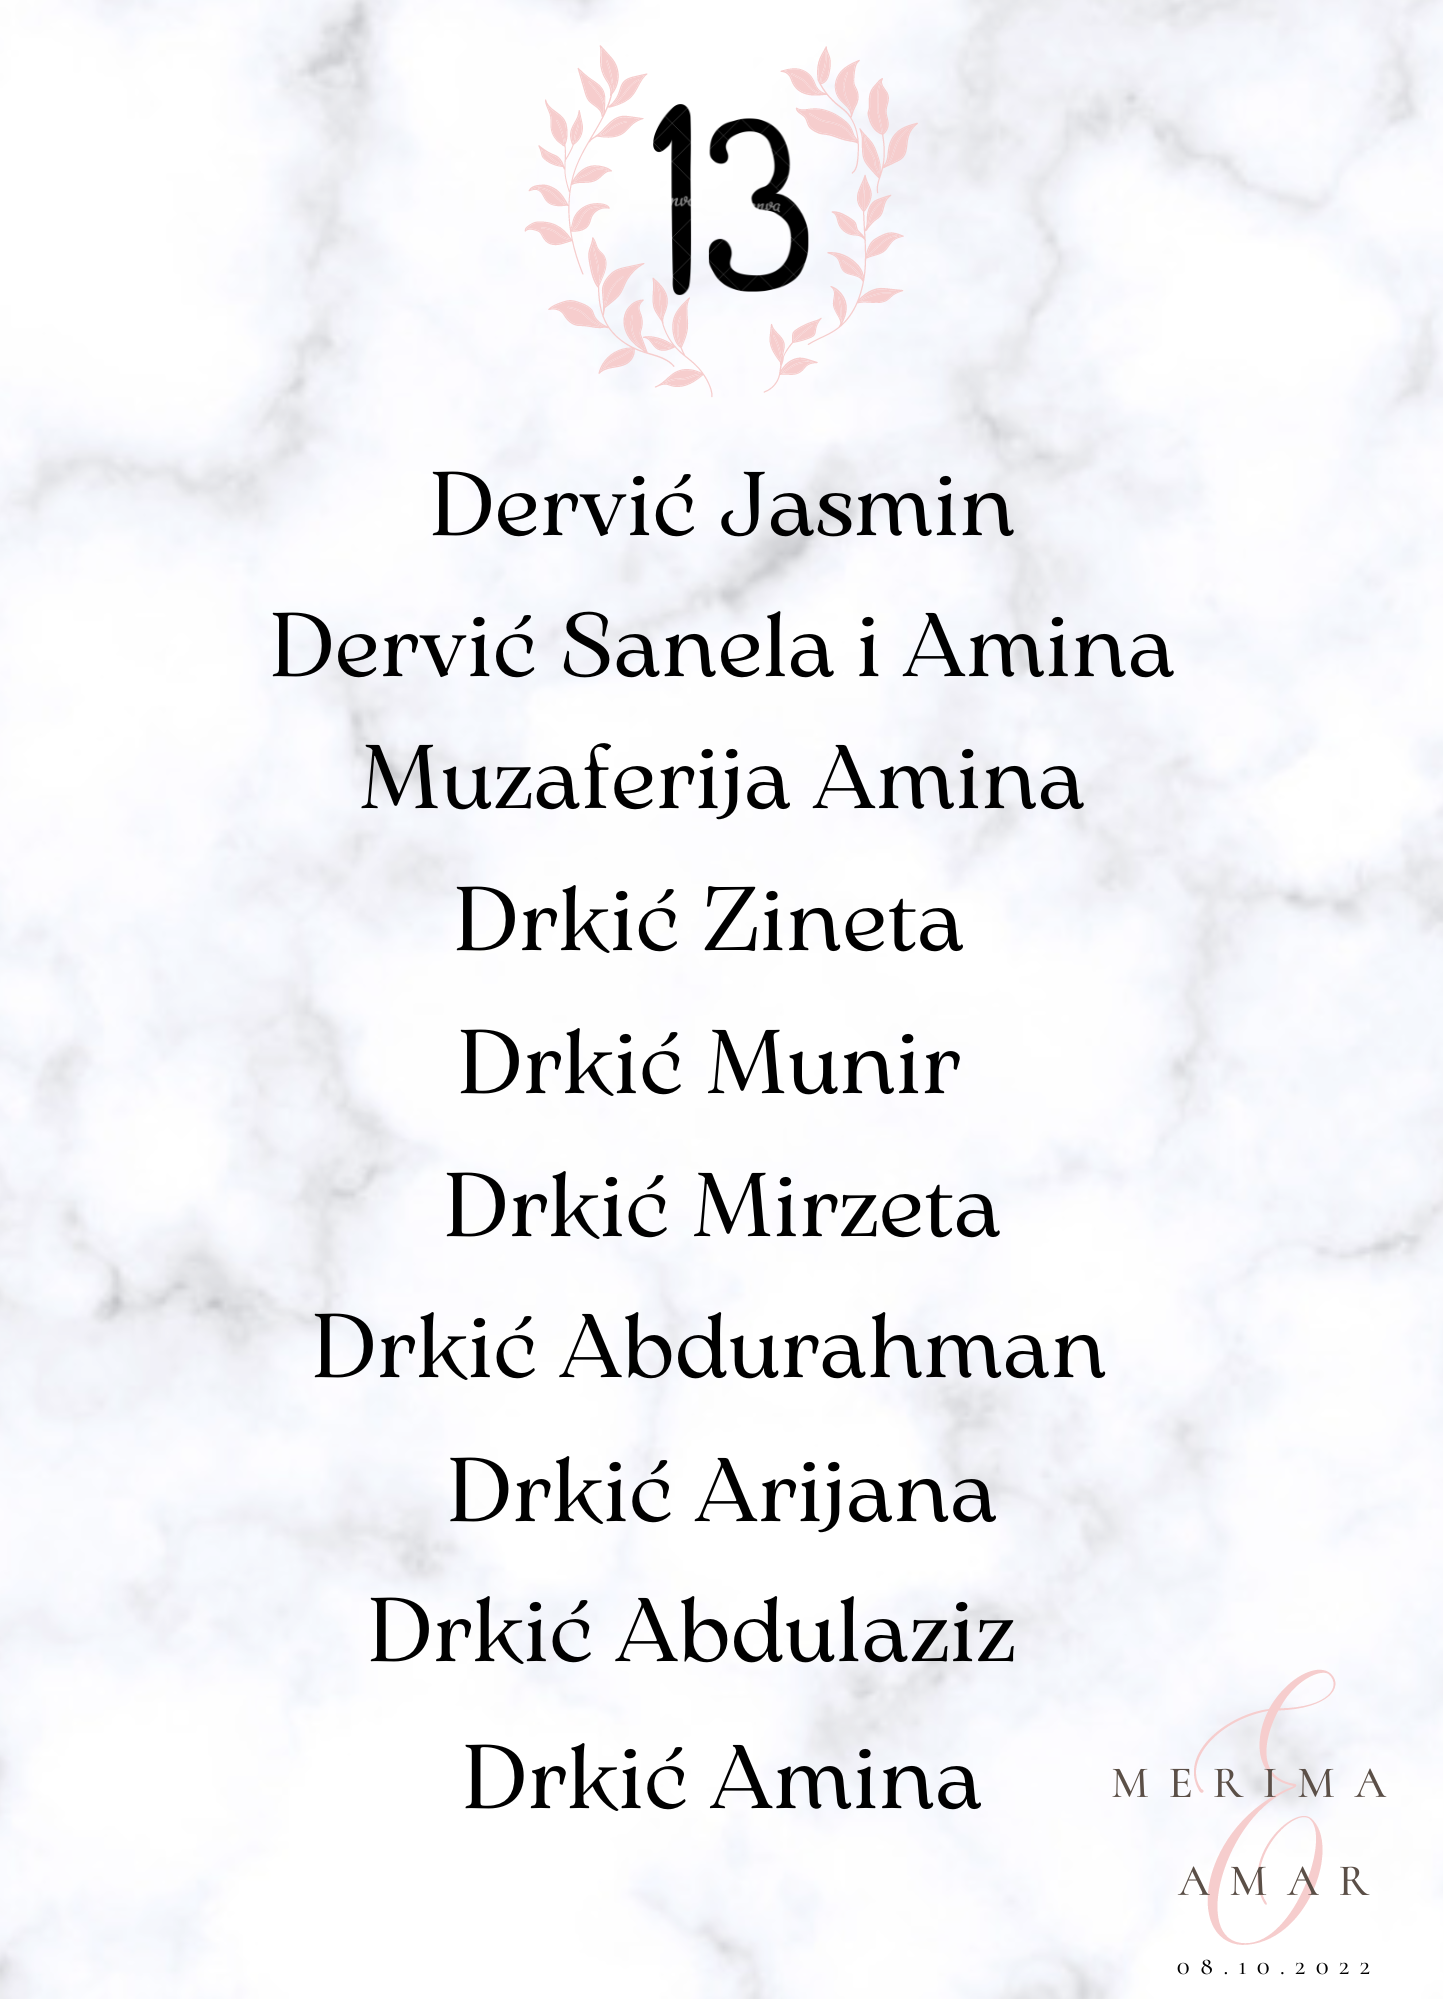 13
Dervić Jasmin
Dervić Sanela i Amina
Muzaferija Amina
Drkić Zineta
Drkić Munir
Drkić Mirzeta
Drkić Abdurahman
Drkić Arijana
Drkić Abdulaziz
Drkić Amina
MERIMA
&
AMAR
08.10.2022